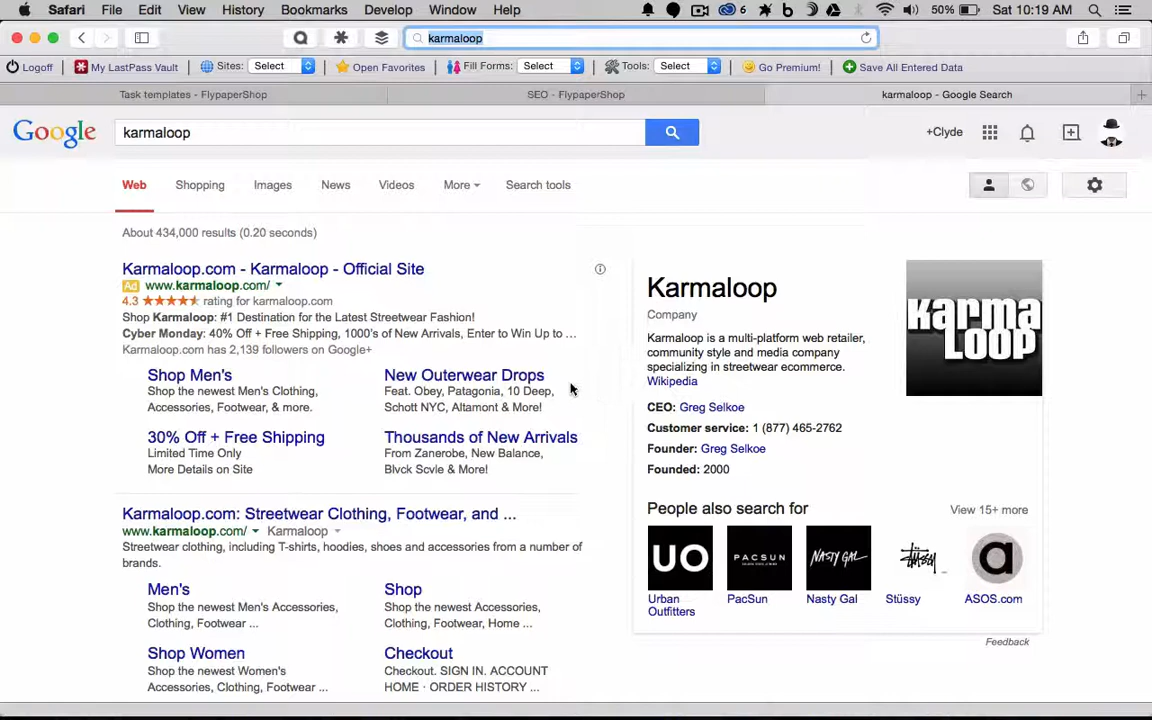 Safari File Edit View History Bookmarks Develop Window Help 6 50% Sat 10:19 AM
karmaloop
Logoff My LastPass Vault Sites: Select Open Favorites Fill Forms: Select Tools: Select Go Premium! Save All Entered Data
Task templates - FlypaperShop SEO - FlypaperShop karmaloop - Google Search
Google karmaloop +Clyde
Web Shopping Images News Videos More Search tools
About 434,000 results (0.20 seconds)
Karmaloop.com - Karmaloop - Official Site
Ad www.karmaloop.com/
4.3 rating for karmaloop.com
Shop Karmaloop: #1 Destination for the Latest Streetwear Fashion!
Cyber Monday: 40% Off + Free Shipping, 1000's of New Arrivals, Enter to Win Up to ...
Karmaloop.com has 2,139 followers on Google+
Shop Men's
Shop the newest Men's Clothing,
Accessories, Footwear, & more.
New Outerwear Drops
Feat. Obey, Patagonia, 10 Deep,
Schott NYC, Altamont & More!
30% Off + Free Shipping
Limited Time Only
More Details on Site
Thousands of New Arrivals
From Zanerobe, New Balance,
Blvck Scvle & More!
Karmaloop.com: Streetwear Clothing, Footwear, and ...
www.karmaloop.com/ Karmaloop
Streetwear clothing, including T-shirts, hoodies, shoes and accessories from a number of
brands.
Men's
Shop the newest Men's Accessories,
Clothing, Footwear ...
Shop
Shop the newest Accessories,
Clothing, Footwear, Home ...
Shop Women
Shop the newest Women's
Accessories, Clothing, Footwear ...
Checkout
Checkout. SIGN IN. ACCOUNT
HOME · ORDER HISTORY ...
Karmaloop
Company
Karmaloop is a multi-platform web retailer,
community style and media company
specializing in streetwear ecommerce.
Wikipedia
CEO: Greg Selkoe
Customer service: 1 (877) 465-2762
Founder: Greg Selkoe
Founded: 2000
karma
LOOP
People also search for View 15+ more
UO PACSUN NASTY GAL STÜSSY a
Urban
Outfitters
PacSun
Nasty Gal
Stüssy
ASOS.com
Feedback